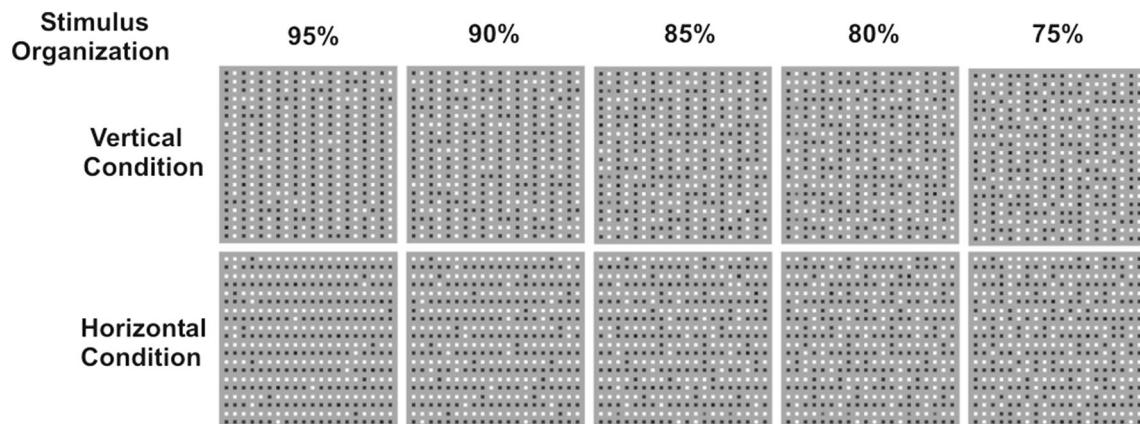 Stimulus
Organization
95%
90%
85%
80%
75%
Vertical
Condition
Horizontal
Condition